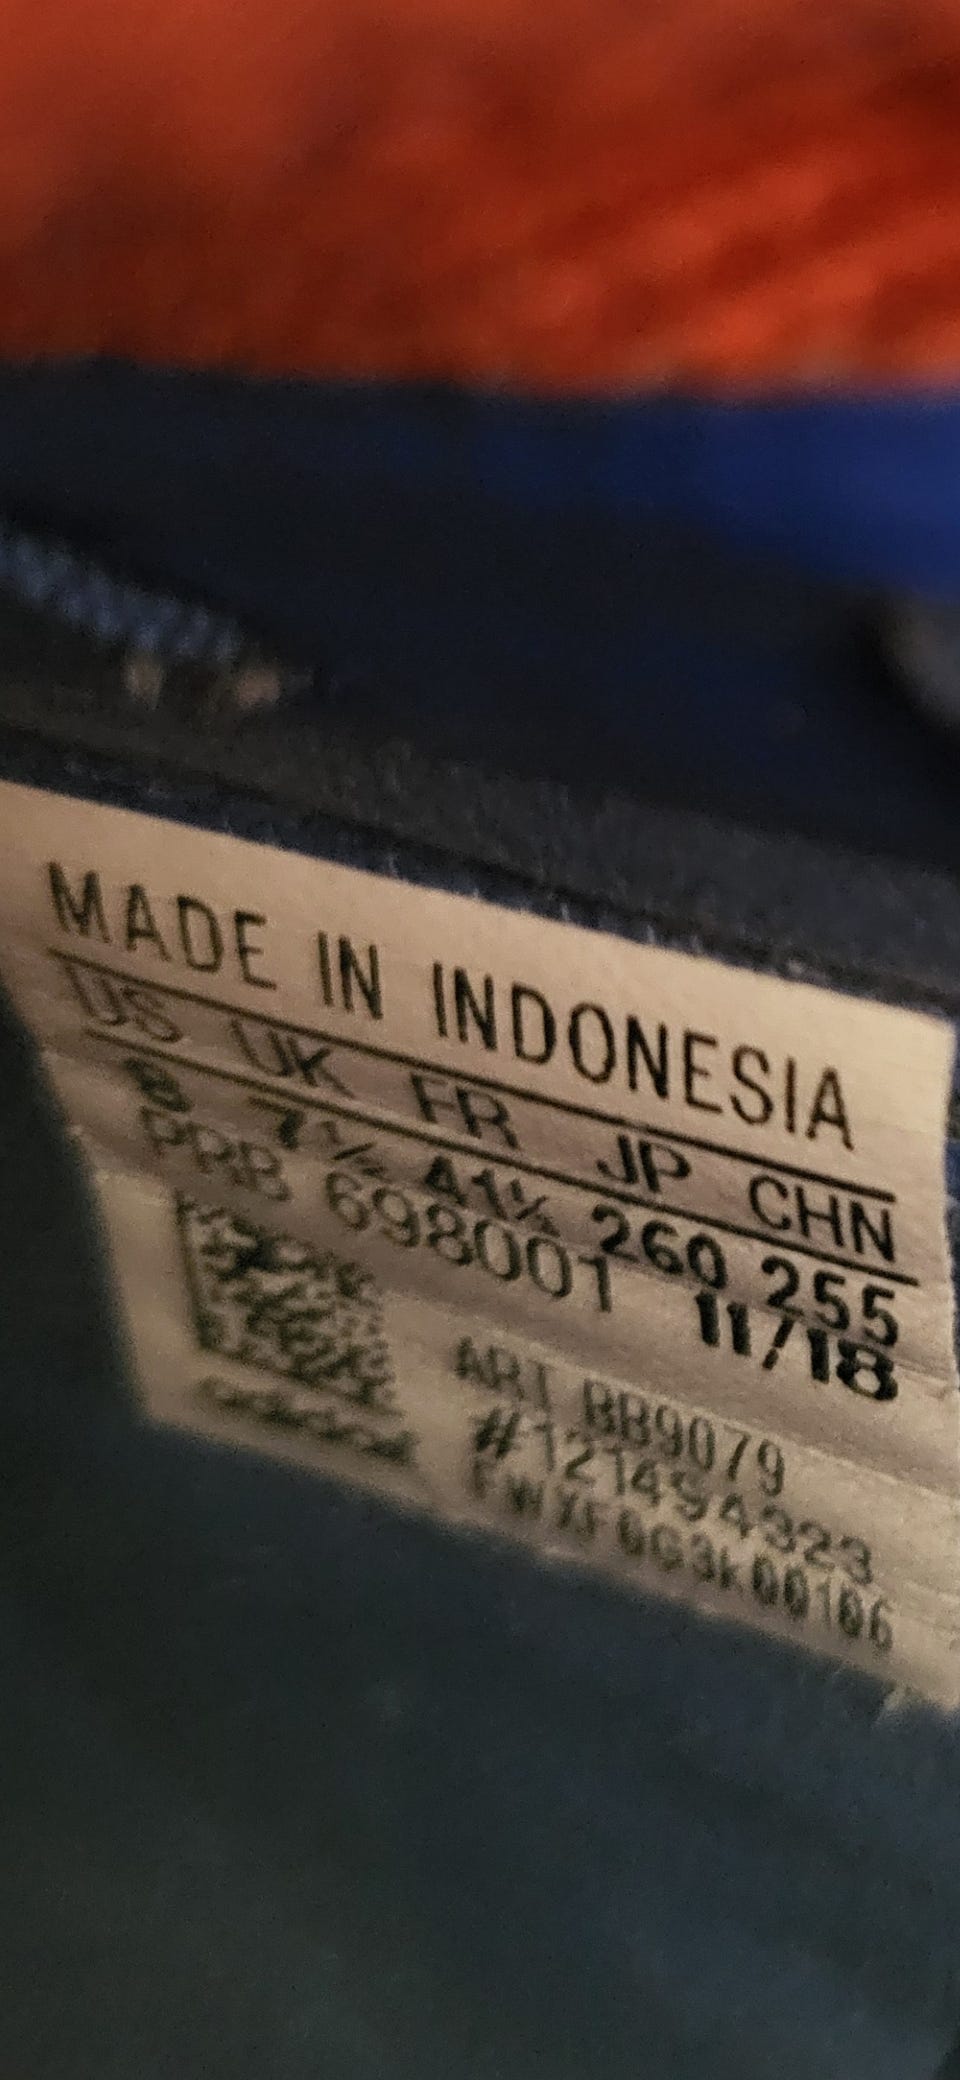 MADE IN INDONESIA
US UK FR JP CHN
8 7½ 41⅓ 260 255
PRB 698001 11/18
ART BB9079
#121494323